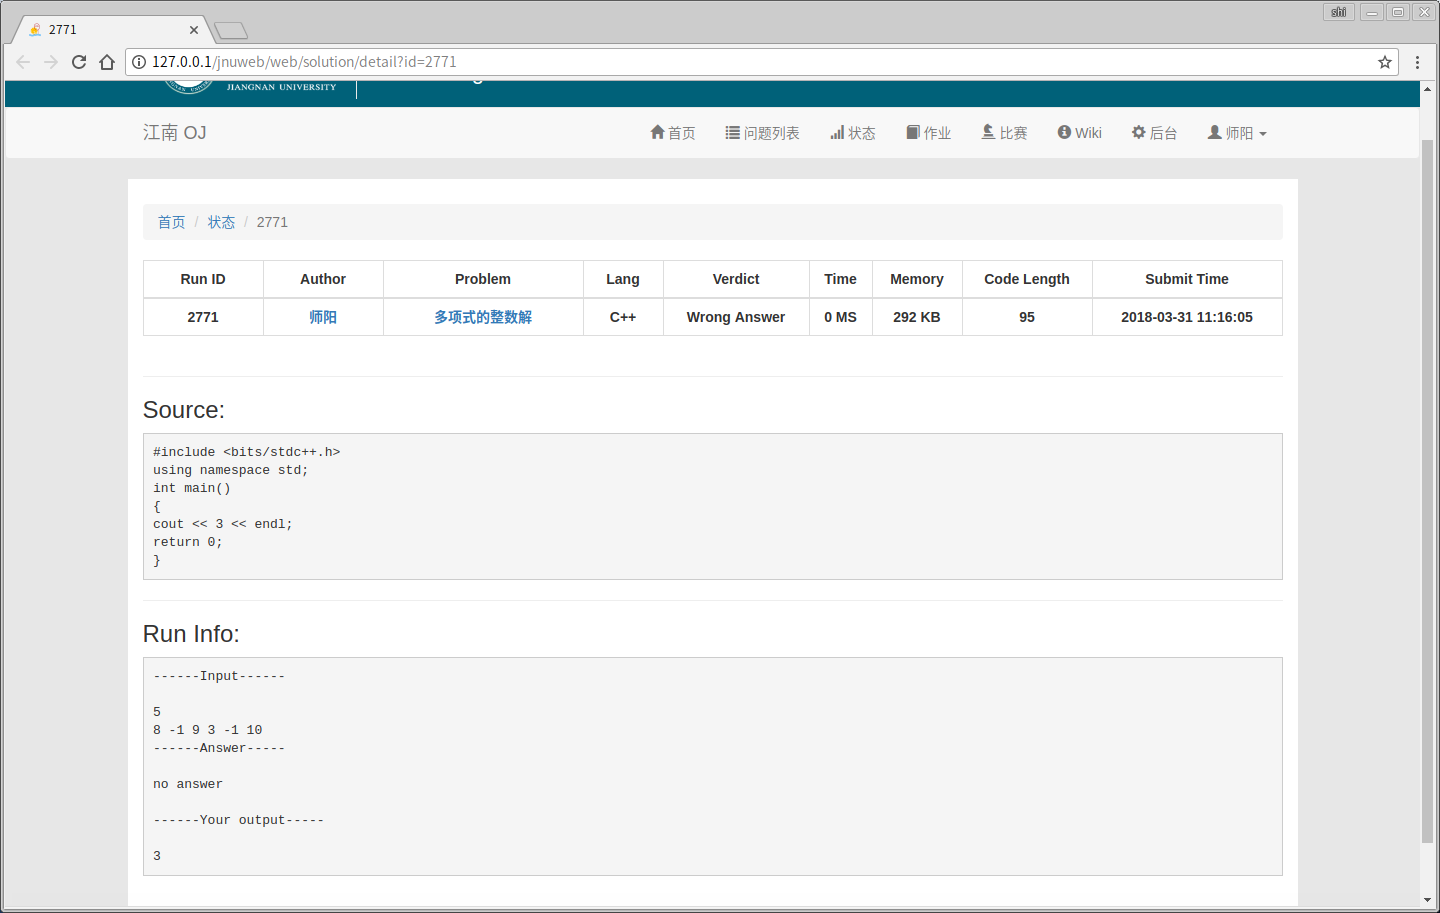 shi
2771
127.0.0.1/jnuweb/web/solution/detail?id=2771
JIANGNAN UNIVERSITY
江南 OJ
首页
问题列表
状态
作业
比赛
Wiki
后台
师阳
首页 / 状态 / 2771
Run ID Author Problem Lang Verdict Time Memory Code Length Submit Time
2771 师阳 多项式的整数解 C++ Wrong Answer 0 MS 292 KB 95 2018-03-31 11:16:05
Source:
#include <bits/stdc++.h>
using namespace std;
int main()
{
cout << 3 << endl;
return 0;
}
Run Info:
------Input------
5
8 -1 9 3 -1 10
------Answer-----
no answer
------Your output-----
3